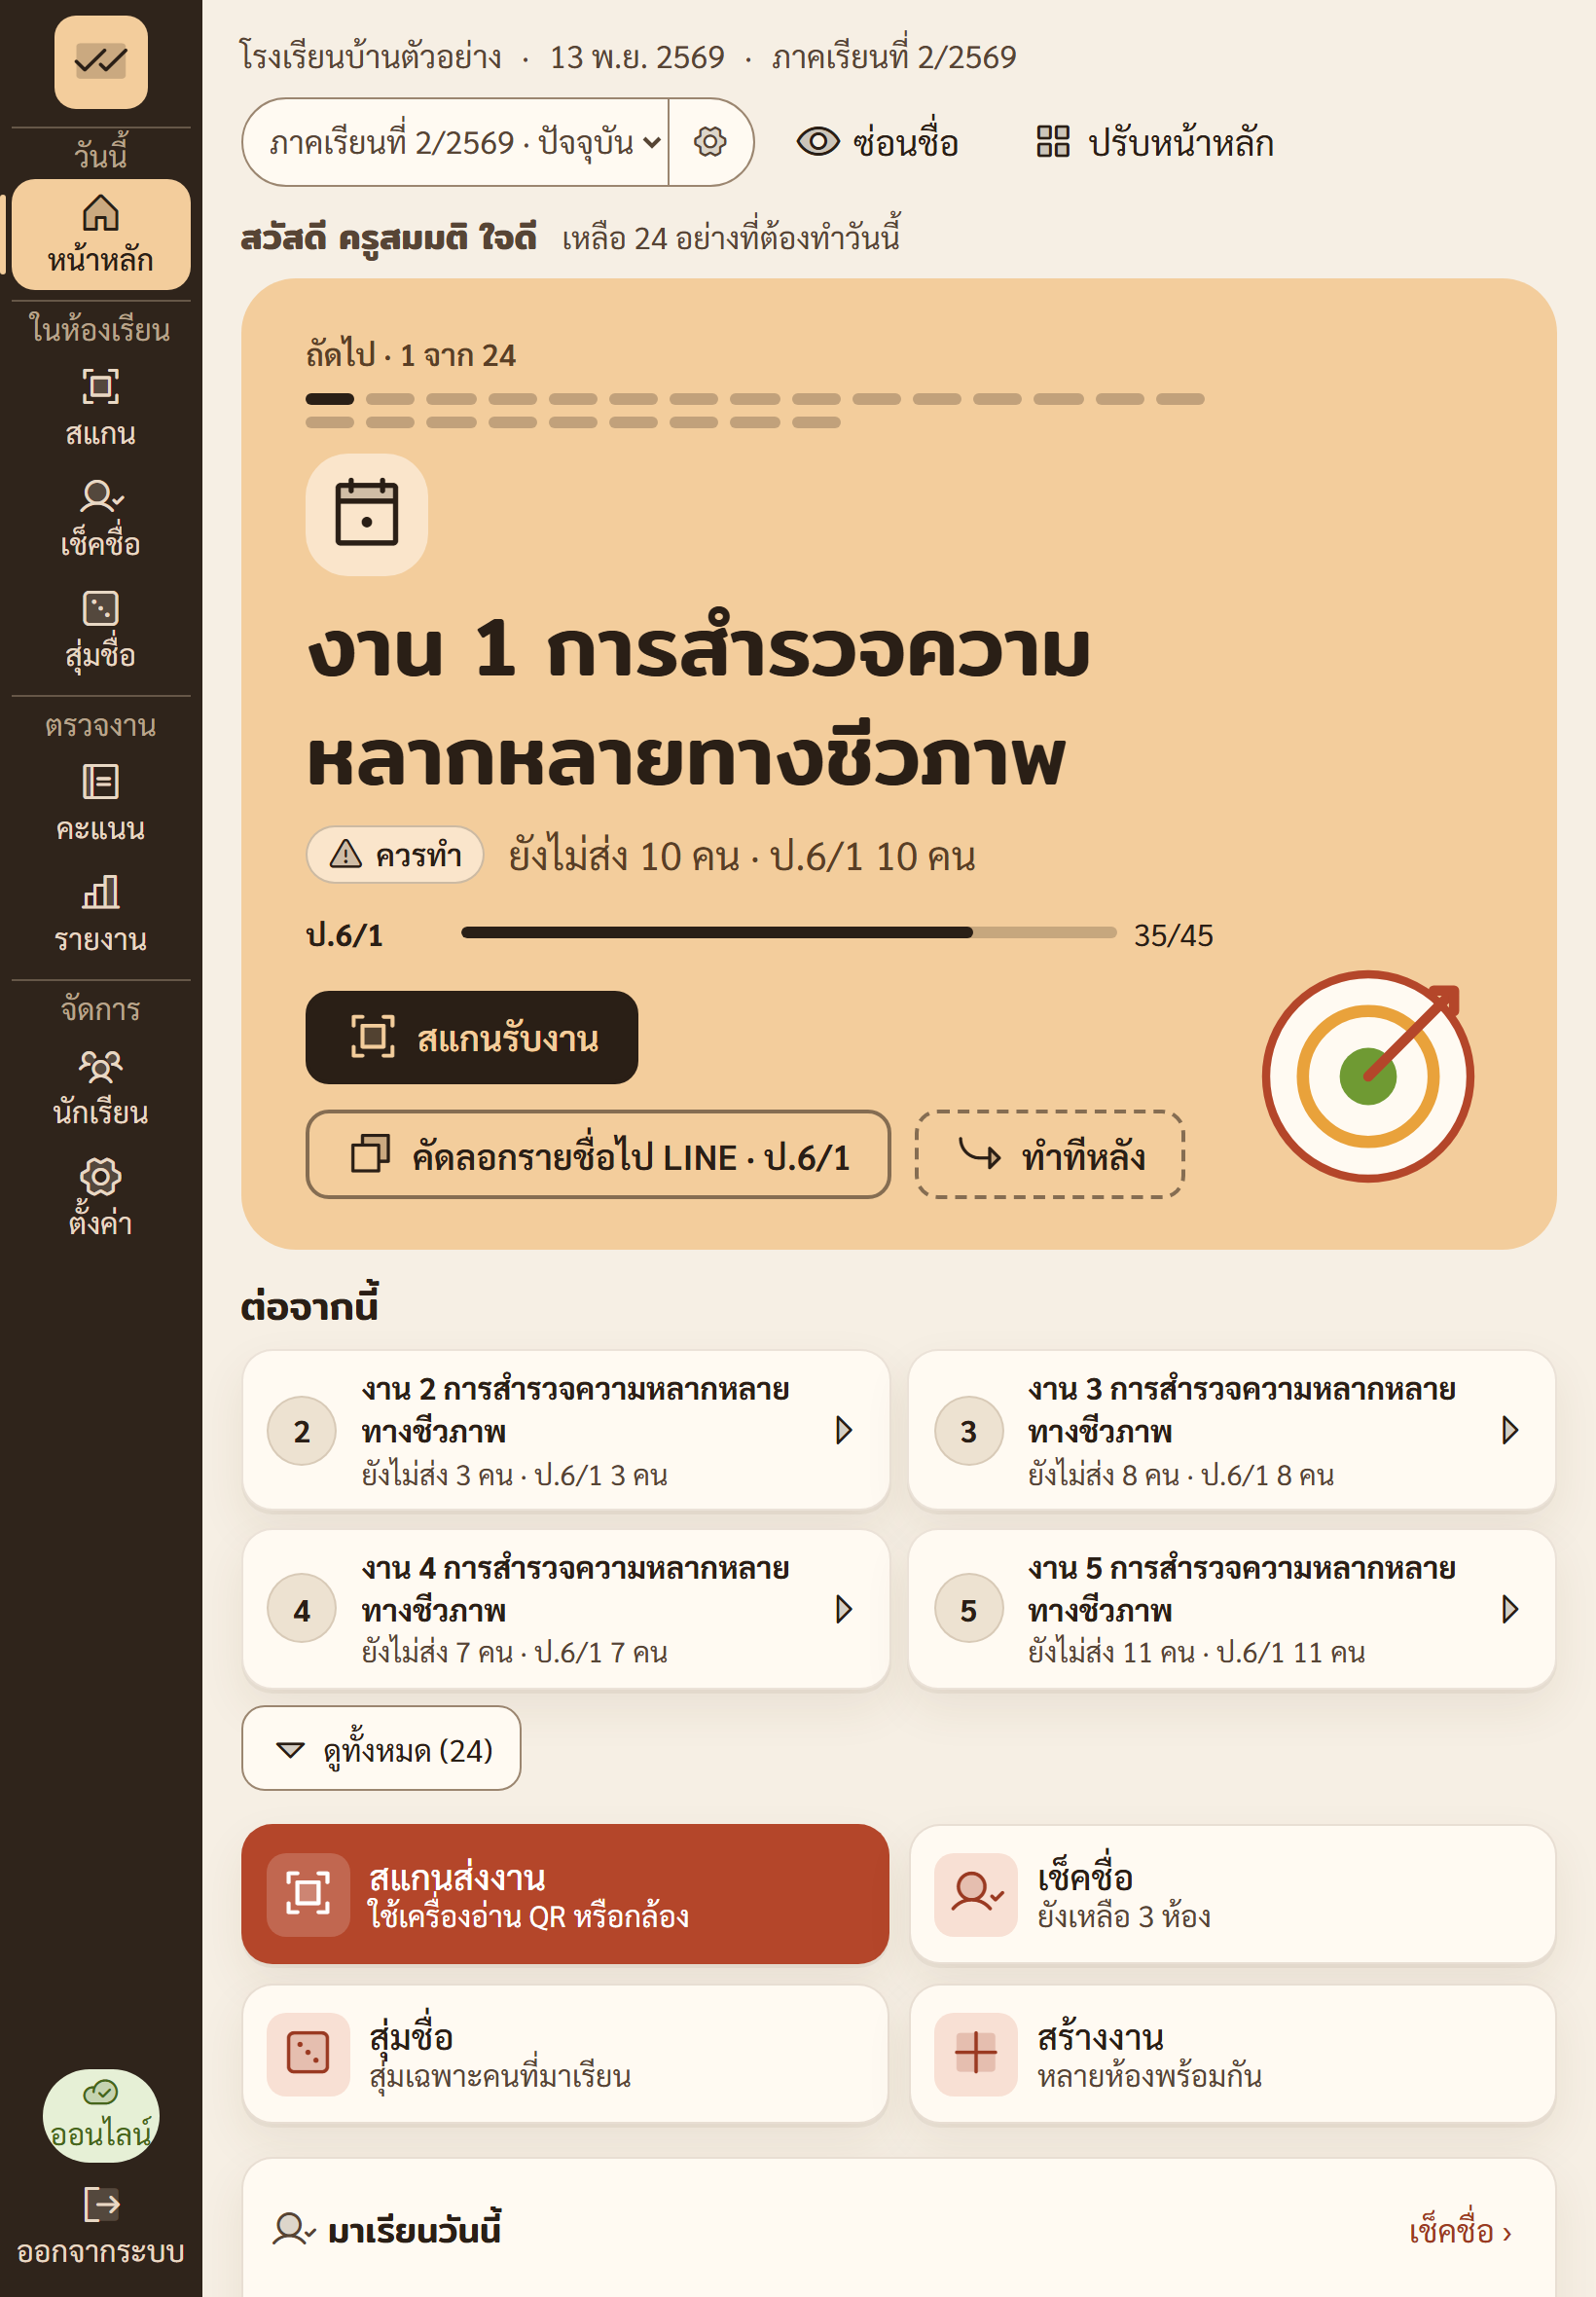 วันนี้
หน้าหลัก
ในห้องเรียน
สแกน
เช็คชื่อ
สุ่มชื่อ
ตรวจงาน
คะแนน
รายงาน
จัดการ
นักเรียน
ตั้งค่า
ออนไลน์
ออกจากระบบ
โรงเรียนบ้านตัวอย่าง · 13 พ.ย. 2569 · ภาคเรียนที่ 2/2569
ภาคเรียนที่ 2/2569 · ปัจจุบัน
ซ่อนชื่อ
ปรับหน้าหลัก
สวัสดี ครูสมมติ ใจดี เหลือ 24 อย่างที่ต้องทำวันนี้
ถัดไป · 1 จาก 24
งาน 1 การสำรวจความ
หลากหลายทางชีวภาพ
ควรทำ ยังไม่ส่ง 10 คน · ป.6/1 10 คน
ป.6/1 35/45
สแกนรับงาน
คัดลอกรายชื่อไป LINE · ป.6/1
ทำทีหลัง
ต่อจากนี้
2
งาน 2 การสำรวจความหลากหลาย
ทางชีวภาพ
ยังไม่ส่ง 3 คน · ป.6/1 3 คน
3
งาน 3 การสำรวจความหลากหลาย
ทางชีวภาพ
ยังไม่ส่ง 8 คน · ป.6/1 8 คน
4
งาน 4 การสำรวจความหลากหลาย
ทางชีวภาพ
ยังไม่ส่ง 7 คน · ป.6/1 7 คน
5
งาน 5 การสำรวจความหลากหลาย
ทางชีวภาพ
ยังไม่ส่ง 11 คน · ป.6/1 11 คน
ดูทั้งหมด (24)
สแกนส่งงาน
ใช้เครื่องอ่าน QR หรือกล้อง
เช็คชื่อ
ยังเหลือ 3 ห้อง
สุ่มชื่อ
สุ่มเฉพาะคนที่มาเรียน
สร้างงาน
หลายห้องพร้อมกัน
มาเรียนวันนี้
เช็คชื่อ ›